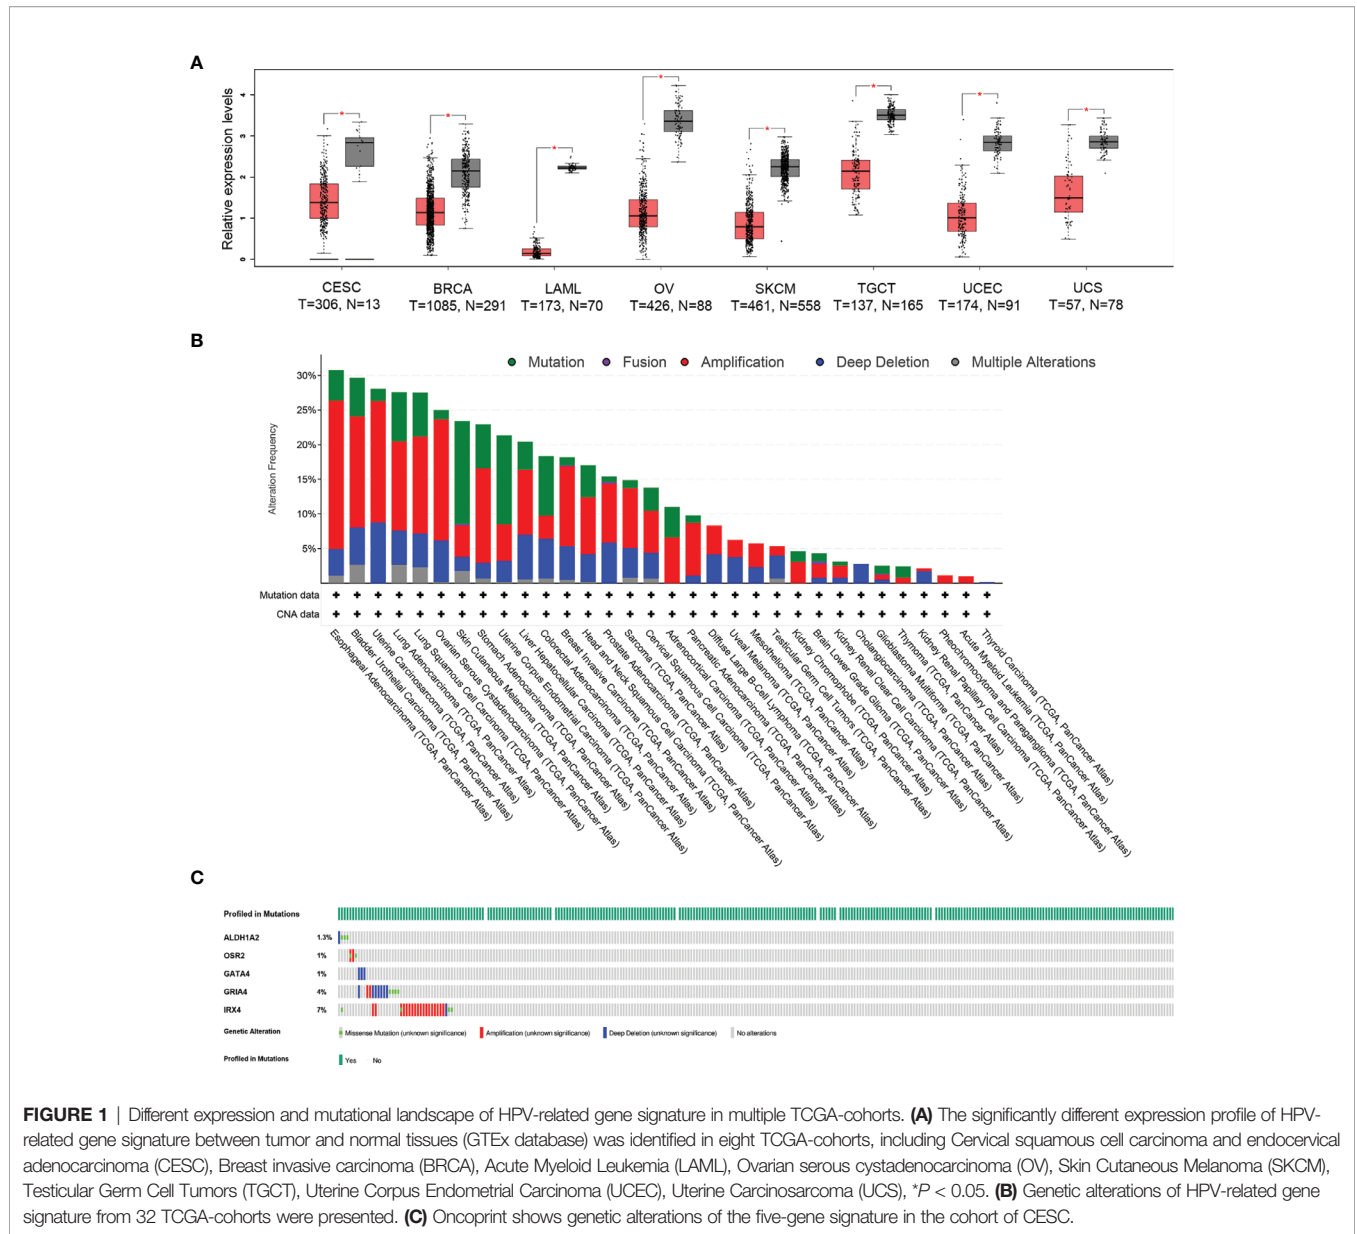 A
Relative expression levels
4
3
2
1
0
* * * * * * * *
CESC BRCA LAML OV SKCM TGCT UCEC UCS
T=306, N=13 T=1085, N=291 T=173, N=70 T=426, N=88 T=461, N=558 T=137, N=165 T=174, N=91 T=57, N=78
B
Mutation Fusion Amplification Deep Deletion Multiple Alterations
Alteration Frequency
30%
25%
20%
15%
10%
5%
Mutation data + + + + + + + + + + + + + + + + + + + + + + + + + + + + + + + +
CNA data + + + + + + + + + + + + + + + + + + + + + + + + + + + + + + + +
Esophageal Adenocarcinoma (TCGA, PanCancer Atlas)
Bladder Urothelial Carcinoma (TCGA, PanCancer Atlas)
Uterine Carcinosarcoma (TCGA, PanCancer Atlas)
Lung Adenocarcinoma (TCGA, PanCancer Atlas)
Lung Squamous Cell Carcinoma (TCGA, PanCancer Atlas)
Ovarian Serous Cystadenocarcinoma (TCGA, PanCancer Atlas)
Skin Cutaneous Melanoma (TCGA, PanCancer Atlas)
Stomach Adenocarcinoma (TCGA, PanCancer Atlas)
Uterine Corpus Endometrial Carcinoma (TCGA, PanCancer Atlas)
Liver Hepatocellular Carcinoma (TCGA, PanCancer Atlas)
Colorectal Adenocarcinoma (TCGA, PanCancer Atlas)
Breast Invasive Carcinoma (TCGA, PanCancer Atlas)
Head and Neck Squamous Cell Carcinoma (TCGA, PanCancer Atlas)
Prostate Adenocarcinoma (TCGA, PanCancer Atlas)
Sarcoma (TCGA, PanCancer Atlas)
Cervical Squamous Cell Carcinoma (TCGA, PanCancer Atlas)
Adrenocortical Carcinoma (TCGA, PanCancer Atlas)
Pancreatic Adenocarcinoma (TCGA, PanCancer Atlas)
Diffuse Large B-Cell Lymphoma (TCGA, PanCancer Atlas)
Uveal Melanoma (TCGA, PanCancer Atlas)
Mesothelioma (TCGA, PanCancer Atlas)
Testicular Germ Cell Tumors (TCGA, PanCancer Atlas)
Kidney Chromophobe (TCGA, PanCancer Atlas)
Brain Lower Grade Glioma (TCGA, PanCancer Atlas)
Kidney Renal Clear Cell Carcinoma (TCGA, PanCancer Atlas)
Cholangiocarcinoma (TCGA, PanCancer Atlas)
Glioblastoma Multiforme (TCGA, PanCancer Atlas)
Thymoma (TCGA, PanCancer Atlas)
Kidney Renal Papillary Cell Carcinoma (TCGA, PanCancer Atlas)
Pheochromocytoma and Paraganglioma (TCGA, PanCancer Atlas)
Acute Myeloid Leukemia (TCGA, PanCancer Atlas)
Thyroid Carcinoma (TCGA, PanCancer Atlas)
C
Profiled in Mutations
ALDH1A2 1.3%
OSR2 1%
GATA4 1%
GRIA4 4%
IRX4 7%
Genetic Alteration Missense Mutation (unknown significance) Amplification (unknown significance) Deep Deletion (unknown significance) No alterations
Profiled in Mutations Yes No
FIGURE 1 | Different expression and mutational landscape of HPV-related gene signature in multiple TCGA-cohorts. (A) The significantly different expression profile of HPV-
related gene signature between tumor and normal tissues (GTEx database) was identified in eight TCGA-cohorts, including Cervical squamous cell carcinoma and endocervical
adenocarcinoma (CESC), Breast invasive carcinoma (BRCA), Acute Myeloid Leukemia (LAML), Ovarian serous cystadenocarcinoma (OV), Skin Cutaneous Melanoma (SKCM),
Testicular Germ Cell Tumors (TGCT), Uterine Corpus Endometrial Carcinoma (UCEC), Uterine Carcinosarcoma (UCS), *P < 0.05. (B) Genetic alterations of HPV-related gene
signature from 32 TCGA-cohorts were presented. (C) Oncoprint shows genetic alterations of the five-gene signature in the cohort of CESC.